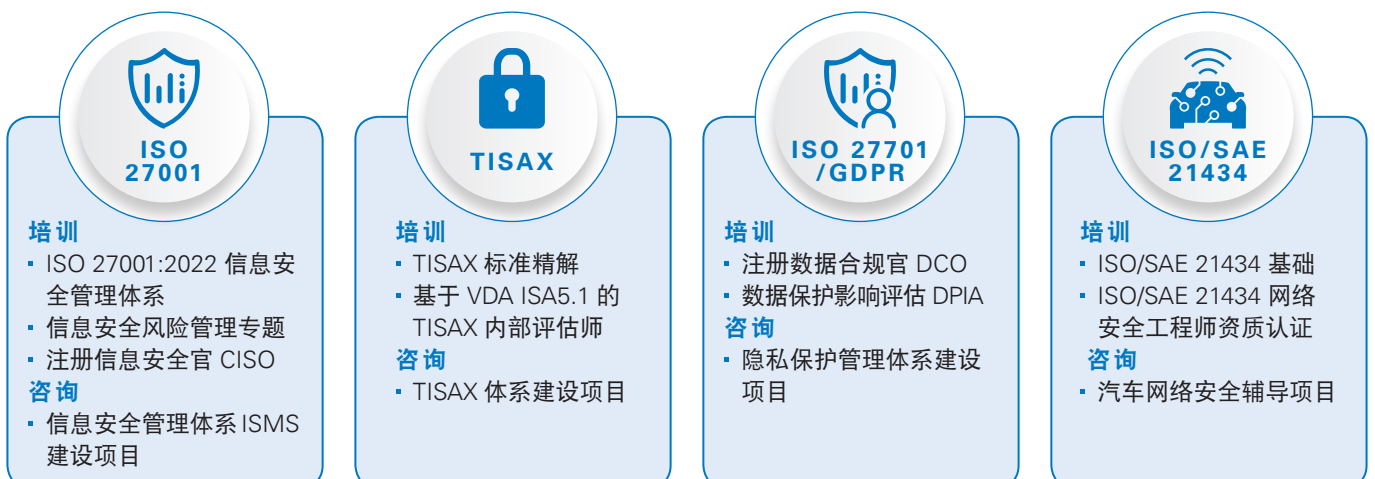 ISO
27001
培训
▪ ISO 27001:2022 信息安
全管理体系
▪ 信息安全风险管理专题
▪ 注册信息安全官 CISO
咨询
▪ 信息安全管理体系 ISMS
建设项目
TISAX
培训
▪ TISAX 标准精解
▪ 基于 VDA ISA5.1 的
TISAX 内部评估师
咨询
▪ TISAX 体系建设项目
ISO 27701
/GDPR
培训
▪ 注册数据合规官 DCO
▪ 数据保护影响评估 DPIA
咨询
▪ 隐私保护管理体系建设
项目
ISO/SAE
21434
培训
▪ ISO/SAE 21434 基础
▪ ISO/SAE 21434 网络
安全工程师资质认证
咨询
▪ 汽车网络安全辅导项目